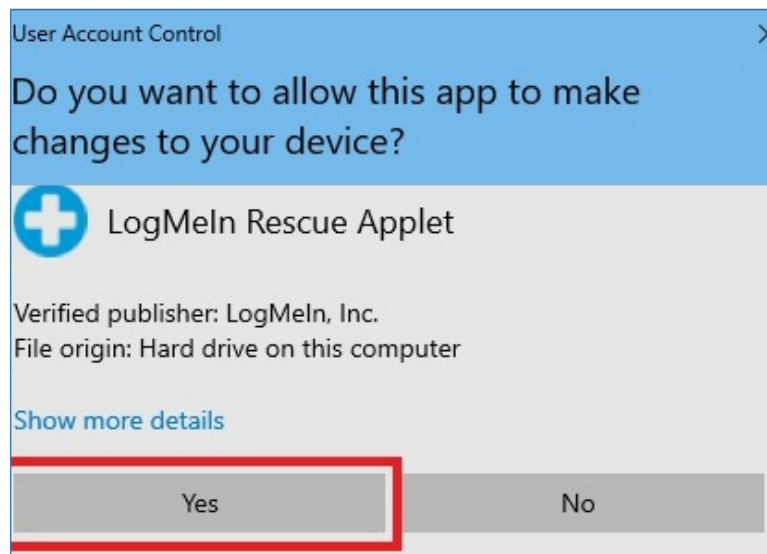 User Account Control
Do you want to allow this app to make
changes to your device?
LogMeIn Rescue Applet
Verified publisher: LogMeIn, Inc.
File origin: Hard drive on this computer
Show more details
Yes
No